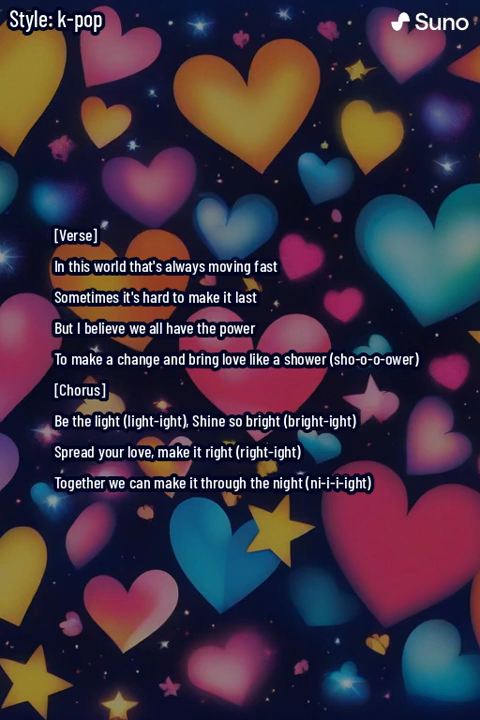 Style: k-pop
Suno
[Verse]
In this world that's always moving fast
Sometimes it's hard to make it last
But I believe we all have the power
To make a change and bring love like a shower (sho-o-o-ower)
[Chorus]
Be the light (light-ight), Shine so bright (bright-ight)
Spread your love, make it right (right-ight)
Together we can make it through the night (ni-i-i-ight)